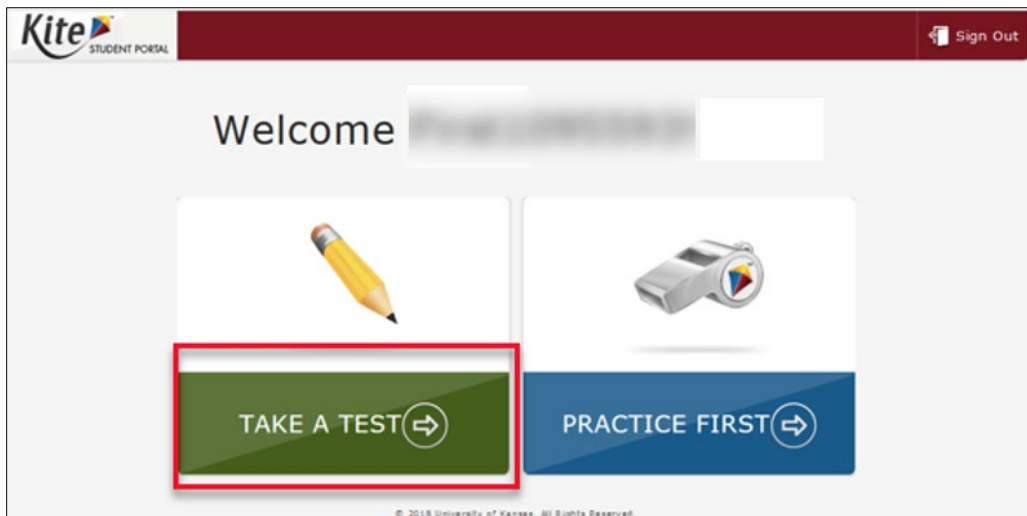 Kite
STUDENT PORTAL
Sign Out
Welcome
TAKE A TEST
PRACTICE FIRST
© 2018 University of Kansas. All Rights Reserved.